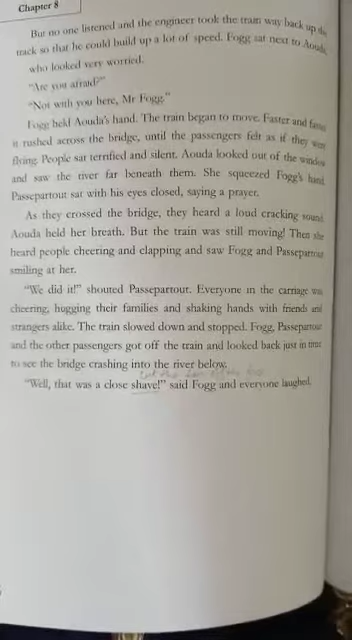 Chapter 8
But no one listened and the engineer took the train way back up the
track so that he could build up a lot of speed. Fogg sat next to Aouda,
who looked very worried.
"Are you afraid?"
"Not with you here, Mr Fogg."
Fogg held Aouda's hand. The train began to move. Faster and faster
it rushed across the bridge, until the passengers felt as if they were
flying. People sat terrified and silent. Aouda looked out of the window
and saw the river far beneath them. She squeezed Fogg's hand.
Passepartout sat with his eyes closed, saying a prayer.
As they crossed the bridge, they heard a loud cracking sound.
Aouda held her breath. But the train was still moving! Then she
heard people cheering and clapping and saw Fogg and Passepartout
smiling at her.
"We did it!" shouted Passepartout. Everyone in the carriage was
cheering, hugging their families and shaking hands with friends and
strangers alike. The train slowed down and stopped. Fogg, Passepartout
and the other passengers got off the train and looked back just in time
to see the bridge crashing into the river below.
"Well, that was a close shave!" said Fogg and everyone laughed.